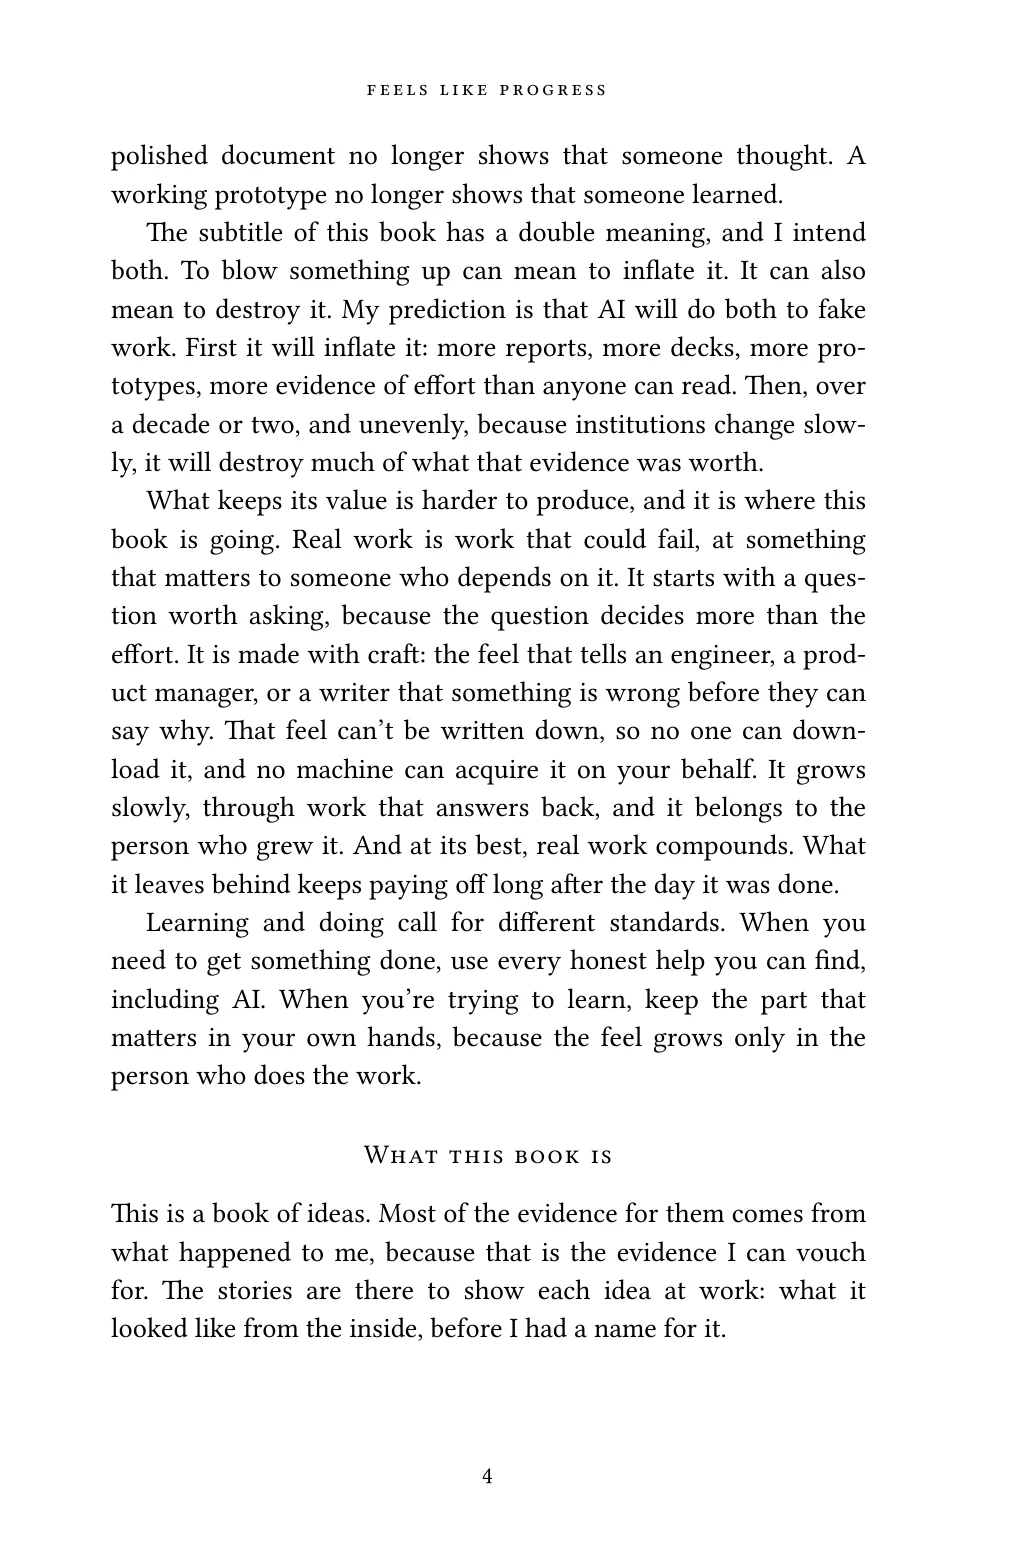 FEELS LIKE PROGRESS
polished document no longer shows that someone thought. A
working prototype no longer shows that someone learned.
The subtitle of this book has a double meaning, and I intend
both. To blow something up can mean to inflate it. It can also
mean to destroy it. My prediction is that AI will do both to fake
work. First it will inflate it: more reports, more decks, more pro-
totypes, more evidence of effort than anyone can read. Then, over
a decade or two, and unevenly, because institutions change slow-
ly, it will destroy much of what that evidence was worth.
What keeps its value is harder to produce, and it is where this
book is going. Real work is work that could fail, at something
that matters to someone who depends on it. It starts with a ques-
tion worth asking, because the question decides more than the
effort. It is made with craft: the feel that tells an engineer, a prod-
uct manager, or a writer that something is wrong before they can
say why. That feel can’t be written down, so no one can down-
load it, and no machine can acquire it on your behalf. It grows
slowly, through work that answers back, and it belongs to the
person who grew it. And at its best, real work compounds. What
it leaves behind keeps paying off long after the day it was done.
Learning and doing call for different standards. When you
need to get something done, use every honest help you can find,
including AI. When you’re trying to learn, keep the part that
matters in your own hands, because the feel grows only in the
person who does the work.
What this book is
This is a book of ideas. Most of the evidence for them comes from
what happened to me, because that is the evidence I can vouch
for. The stories are there to show each idea at work: what it
looked like from the inside, before I had a name for it.
4